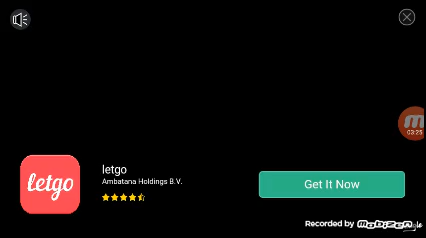 03:25
letgo
letgo
Ambatana Holdings B.V.
Get It Now
Recorded by mobizen